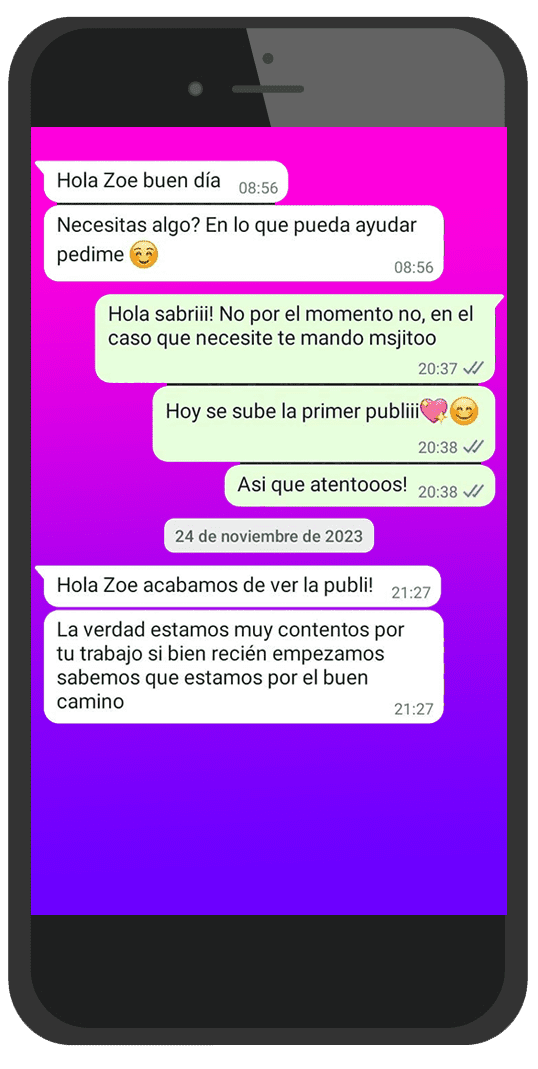 Hola Zoe buen día 08:56
Necesitas algo? En lo que pueda ayudar
pedime 😊
08:56
Hola sabriii! No por el momento no, en el
caso que necesite te mando msjitoo
20:37
Hoy se sube la primer publiii💖😊
20:38
Asi que atentooos! 20:38
24 de noviembre de 2023
Hola Zoe acabamos de ver la publi! 21:27
La verdad estamos muy contentos por
tu trabajo si bien recién empezamos
sabemos que estamos por el buen
camino
21:27